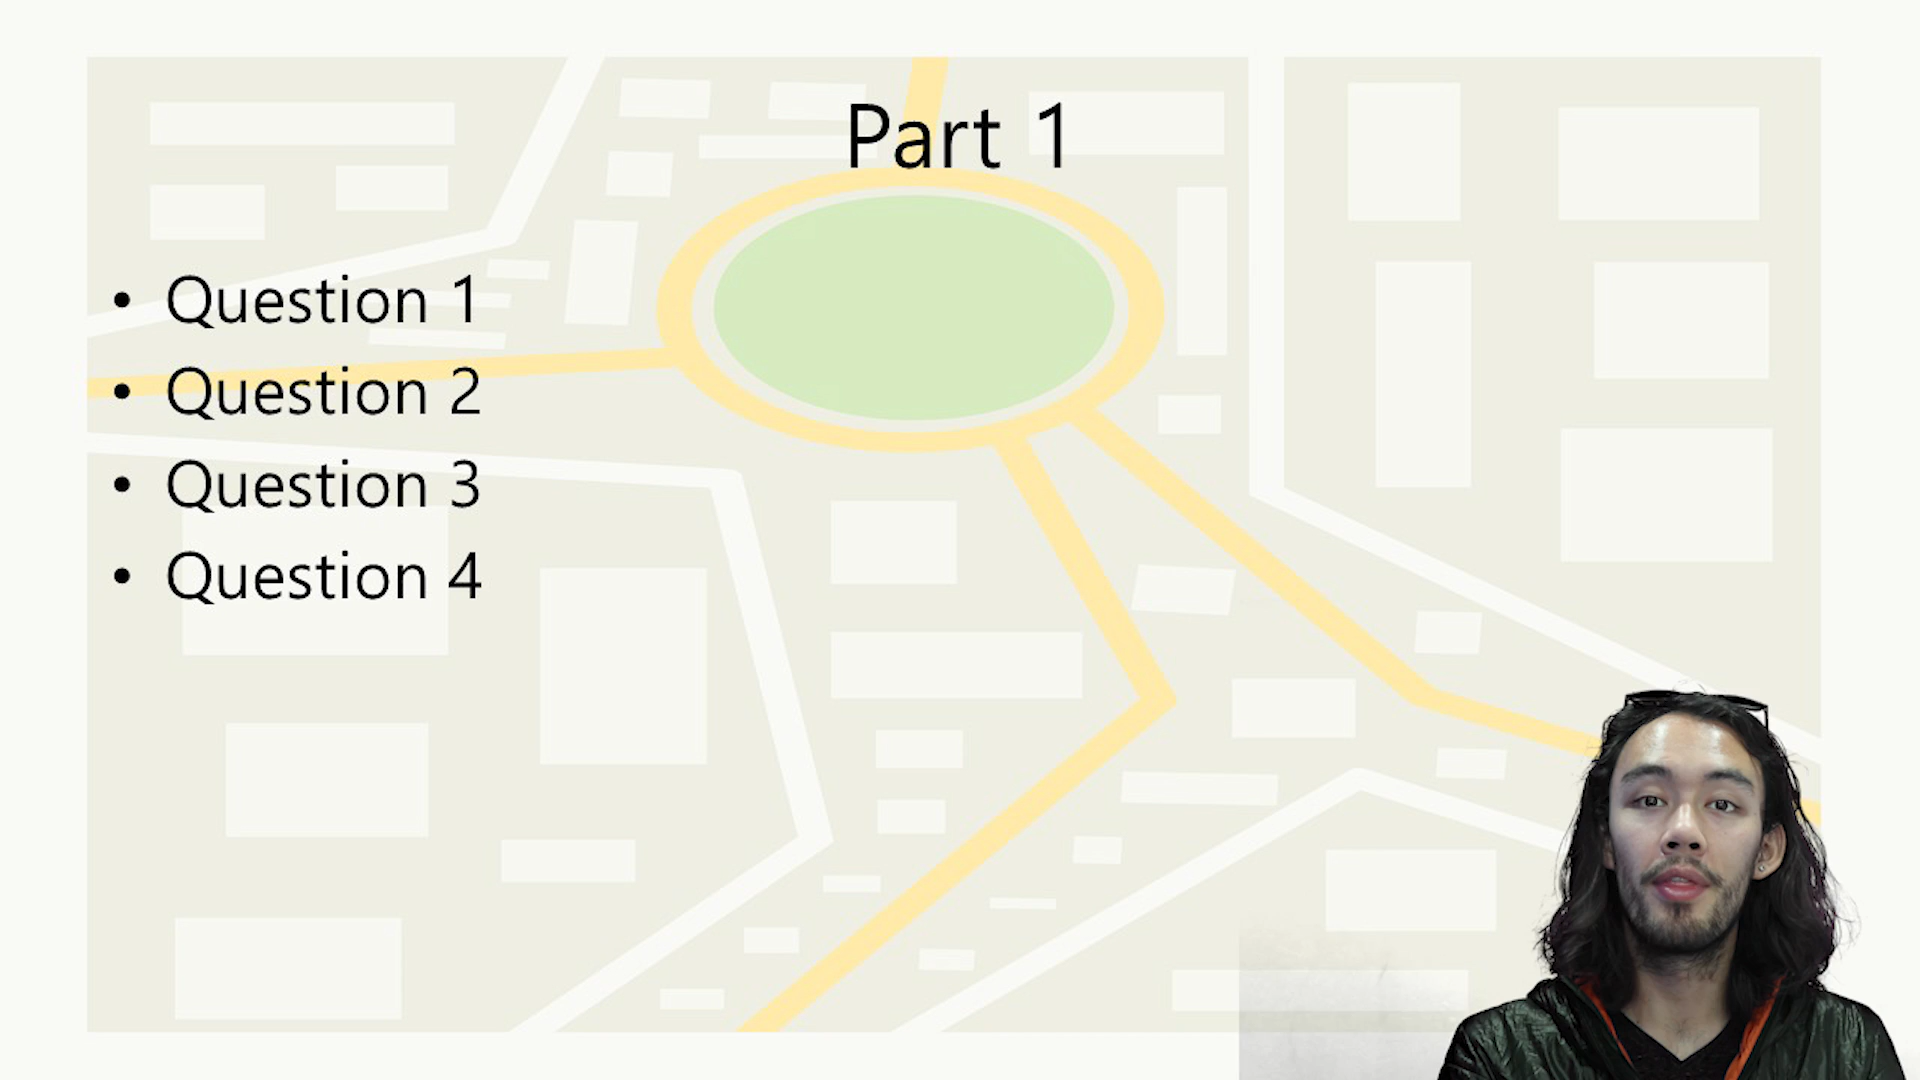 Part 1
• Question 1
• Question 2
• Question 3
• Question 4